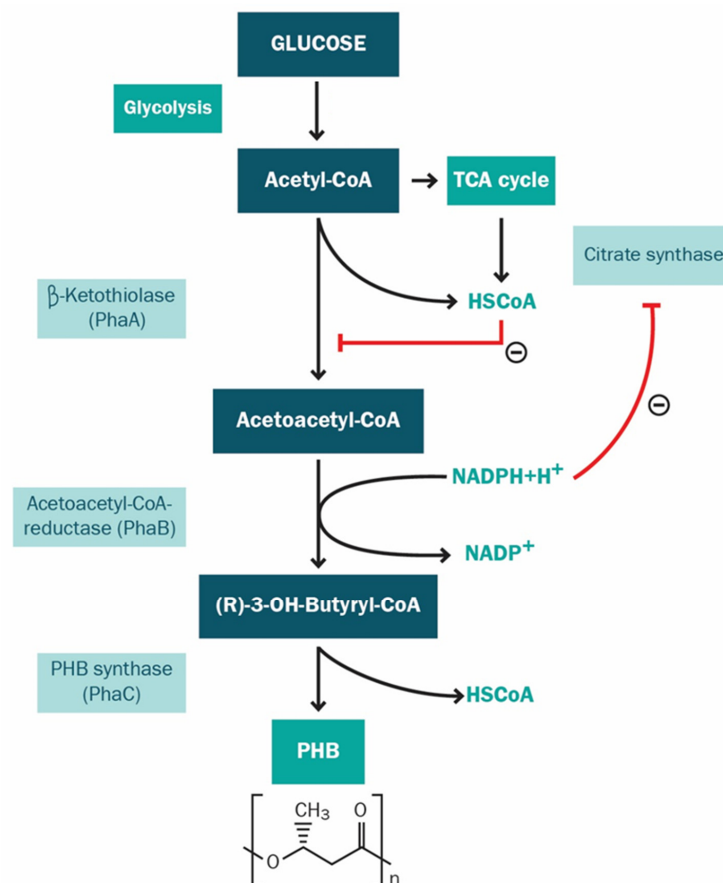 GLUCOSE
Glycolysis
Acetyl-CoA
TCA cycle
Citrate synthase
β-Ketothiolase
(PhaA)
HSCoA
⊖
Acetoacetyl-CoA
⊖
NADPH+H⁺
Acetoacetyl-CoA-
reductase (PhaB)
NADP⁺
(R)-3-OH-Butyryl-CoA
PHB synthase
(PhaC)
HSCoA
PHB
CH₃
O
O
n